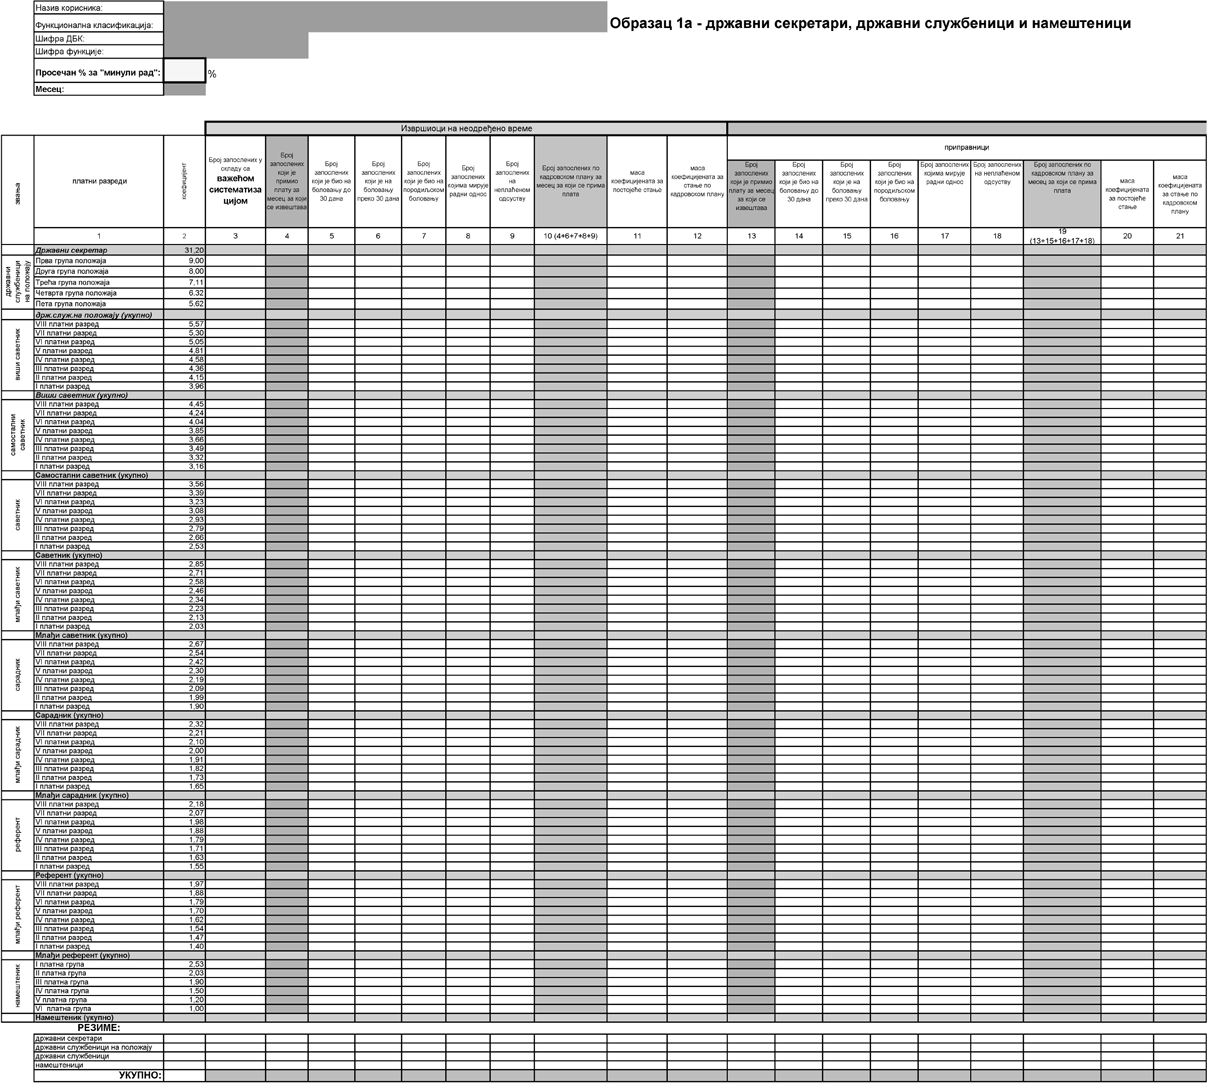 Назив корисника:
Функционална класификација:
Образац 1а - државни секретари, државни службеници и намештеници
Шифра ДБК:
Шифра функције:
Просечан % за "минули рад": %
Месец:
Извршиоци на неодређено време
звања
платни разреди
коефицијент
Број запослених у складу са важећом систематизацијом
Број запослених који је примио плату за месец за који се извештава
Број запослених који је био на боловању до 30 дана
Број запослених који је на боловању преко 30 дана
Број запослених који је био на породиљском боловању
Број запослених којима мирује радни однос
Број запослених на неплаћеном одсуству
Број запослених по кадровском плану за месец за који се прима плата
маса коефицијената за постојеће стање
маса коефицијената за стање по кадровском плану
приправници
Број запослених који је примио плату за месец за који се извештава
Број запослених који је био на боловању до 30 дана
Број запослених који је на боловању преко 30 дана
Број запослених који је био на породиљском боловању
Број запослених којима мирује радни однос
Број запослених на неплаћеном одсуству
Број запослених по кадровском плану за месец за који се прима плата
маса коефицијената за постојеће стање
маса коефицијената за стање по кадровском плану
1 2 3 4 5 6 7 8 9 10 (4+6+7+8+9) 11 12 13 14 15 16 17 18 19 (13+15+16+17+18) 20 21
Државни секретар 31,20
државни службеници на положају
Прва група положаја 9,00
Друга група положаја 8,00
Трећа група положаја 7,11
Четврта група положаја 6,32
Пета група положаја 5,62
држ.служ.на положају (укупно)
виши саветник
VIII платни разред 5,57
VII платни разред 5,30
VI платни разред 5,05
V платни разред 4,81
IV платни разред 4,58
III платни разред 4,36
II платни разред 4,15
I платни разред 3,96
Виши саветник (укупно)
самостални саветник
VIII платни разред 4,45
VII платни разред 4,24
VI платни разред 4,04
V платни разред 3,85
IV платни разред 3,66
III платни разред 3,49
II платни разред 3,32
I платни разред 3,16
Самостални саветник (укупно)
саветник
VIII платни разред 3,56
VII платни разред 3,39
VI платни разред 3,23
V платни разред 3,08
IV платни разред 2,93
III платни разред 2,79
II платни разред 2,66
I платни разред 2,53
Саветник (укупно)
млађи саветник
VIII платни разред 2,85
VII платни разред 2,71
VI платни разред 2,58
V платни разред 2,46
IV платни разред 2,34
III платни разред 2,23
II платни разред 2,13
I платни разред 2,03
Млађи саветник (укупно)
сарадник
VIII платни разред 2,67
VII платни разред 2,54
VI платни разред 2,42
V платни разред 2,30
IV платни разред 2,19
III платни разред 2,09
II платни разред 1,99
I платни разред 1,90
Сарадник (укупно)
млађи сарадник
VIII платни разред 2,32
VII платни разред 2,21
VI платни разред 2,10
V платни разред 2,00
IV платни разред 1,91
III платни разред 1,82
II платни разред 1,73
I платни разред 1,65
Млађи сарадник (укупно)
референт
VIII платни разред 2,18
VII платни разред 2,07
VI платни разред 1,98
V платни разред 1,88
IV платни разред 1,79
III платни разред 1,71
II платни разред 1,63
I платни разред 1,55
Референт (укупно)
млађи референт
VIII платни разред 1,97
VII платни разред 1,88
VI платни разред 1,79
V платни разред 1,70
IV платни разред 1,62
III платни разред 1,54
II платни разред 1,47
I платни разред 1,40
Млађи референт (укупно)
намештеник
I платна група 2,53
II платна група 2,03
III платна група 1,90
IV платна група 1,50
V платна група 1,20
VI платна група 1,00
Намештеник (укупно)
РЕЗИМЕ:
државни секретари
државни службеници на положају
државни службеници
намештеници
УКУПНО: